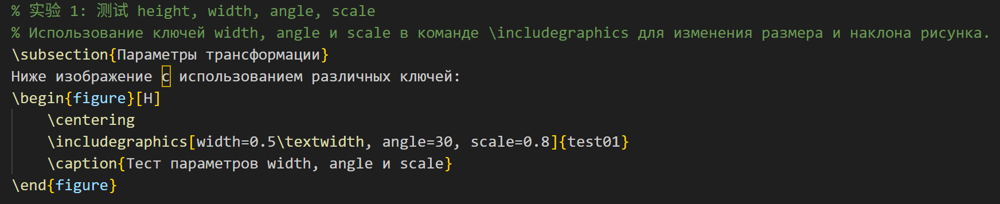 % 实验 1: 测试 height, width, angle, scale
% Использование ключей width, angle и scale в команде \includegraphics для изменения размера и наклона рисунка.
\subsection{Параметры трансформации}
Ниже изображение с использованием различных ключей:
\begin{figure}[H]
    \centering
    \includegraphics[width=0.5\textwidth, angle=30, scale=0.8]{test01}
    \caption{Тест параметров width, angle и scale}
\end{figure}